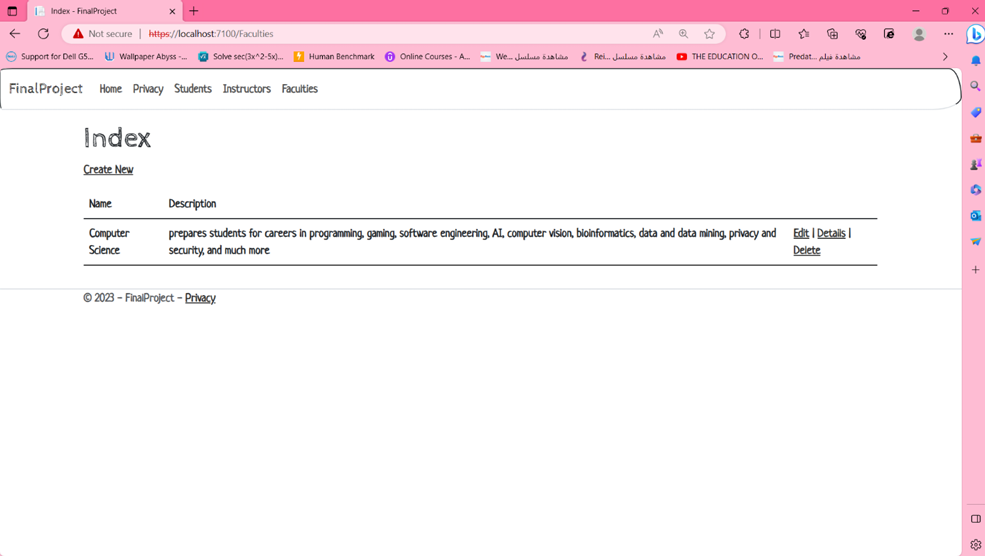 Index - FinalProject
Not secure | https://localhost:7100/Faculties
Support for Dell G5... Wallpaper Abyss -... Solve sec(3x^2-5x)... Human Benchmark Online Courses - A... We... مشاهدة مسلسل Rei... مشاهدة مسلسل THE EDUCATION O... Predat... مشاهدة فيلم
FinalProject Home Privacy Students Instructors Faculties
Index
Create New
Name Description
Computer Science prepares students for careers in programming, gaming, software engineering, AI, computer vision, bioinformatics, data and data mining, privacy and Edit | Details |
security, and much more Delete
© 2023 - FinalProject - Privacy